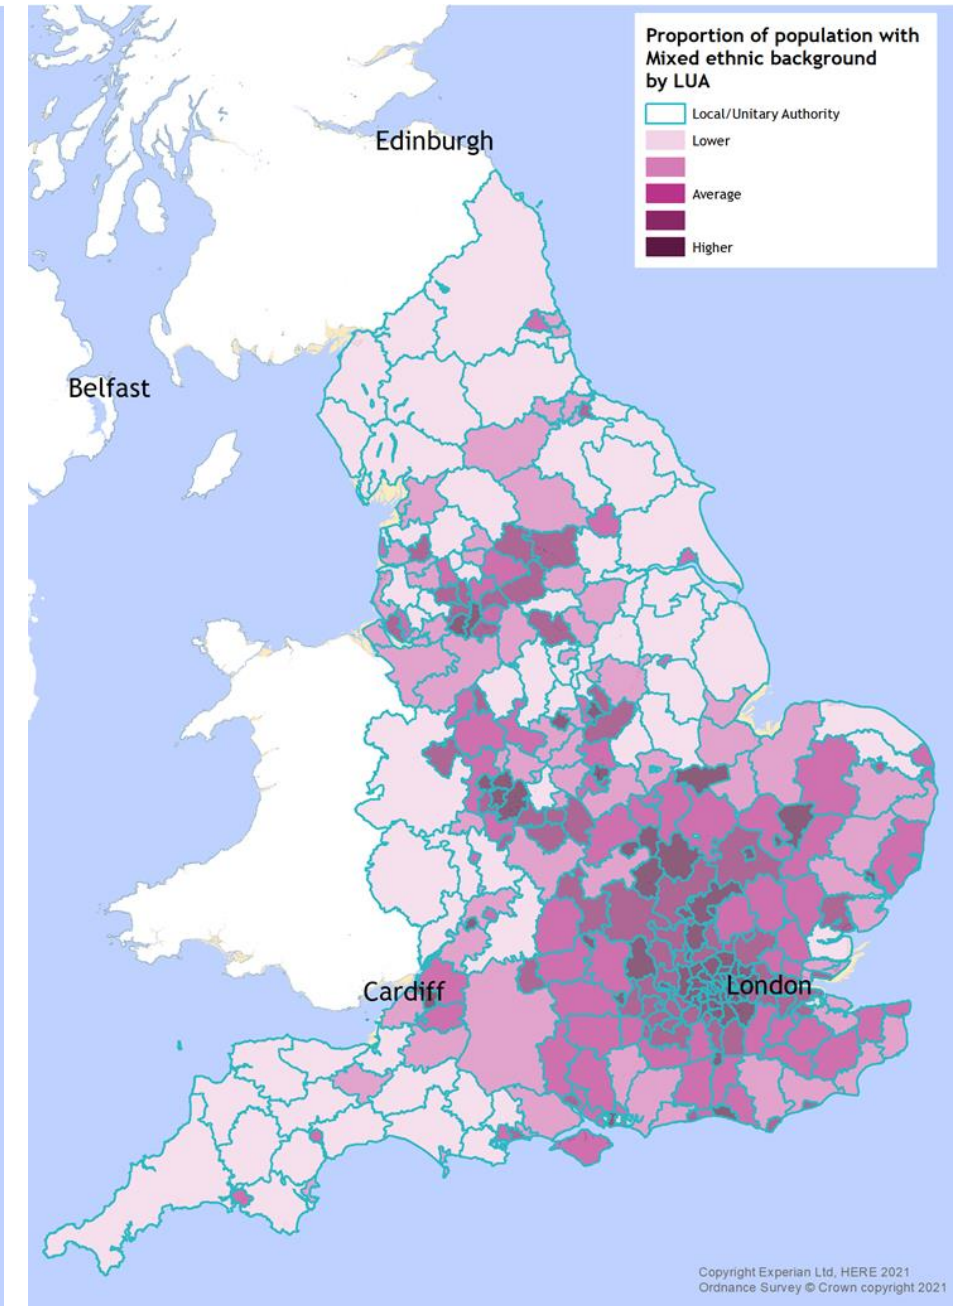 Proportion of population with
Mixed ethnic background
by LUA
Local/Unitary Authority
Lower
Average
Higher
Edinburgh
Belfast
Cardiff
London
Copyright Experian Ltd, HERE 2021
Ordnance Survey © Crown copyright 2021